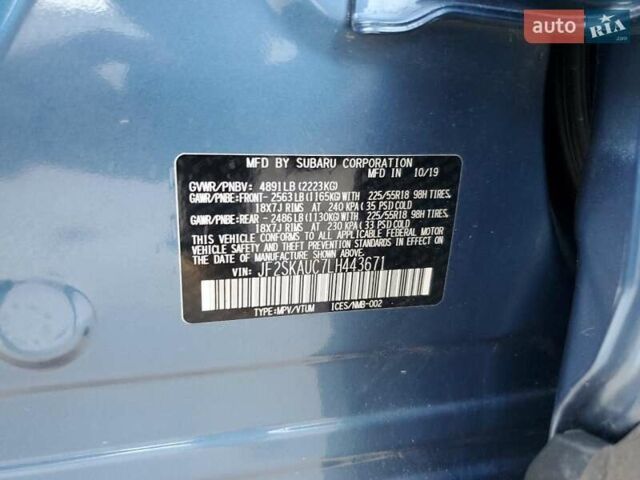 auto RIA .com
MFD BY SUBARU CORPORATION
MFD IN 10/19
GVWR/PNBV: 4891LB(2223KG)
GAWR/PNBE:FRONT- 2563LB(1165KG)WITH 225/55R18 98H TIRES,
18X7J RIMS AT 240 KPA(35 PSI)COLD
GAWR/PNBE:REAR - 2486LB(1130KG)WITH 225/55R18 98H TIRES,
18X7J RIMS AT 230 KPA(33 PSI)COLD
THIS VEHICLE CONFORMS TO ALL APPLICABLE FEDERAL MOTOR
VEHICLE SAFETY AND THEFT PREVENTION STANDARDS IN EFFECT
ON THE DATE OF MANUFACTURE SHOWN ABOVE.
VIN: JF2SKAUC7LH443671
TYPE:MPV/VTUM ICES/NMB-002